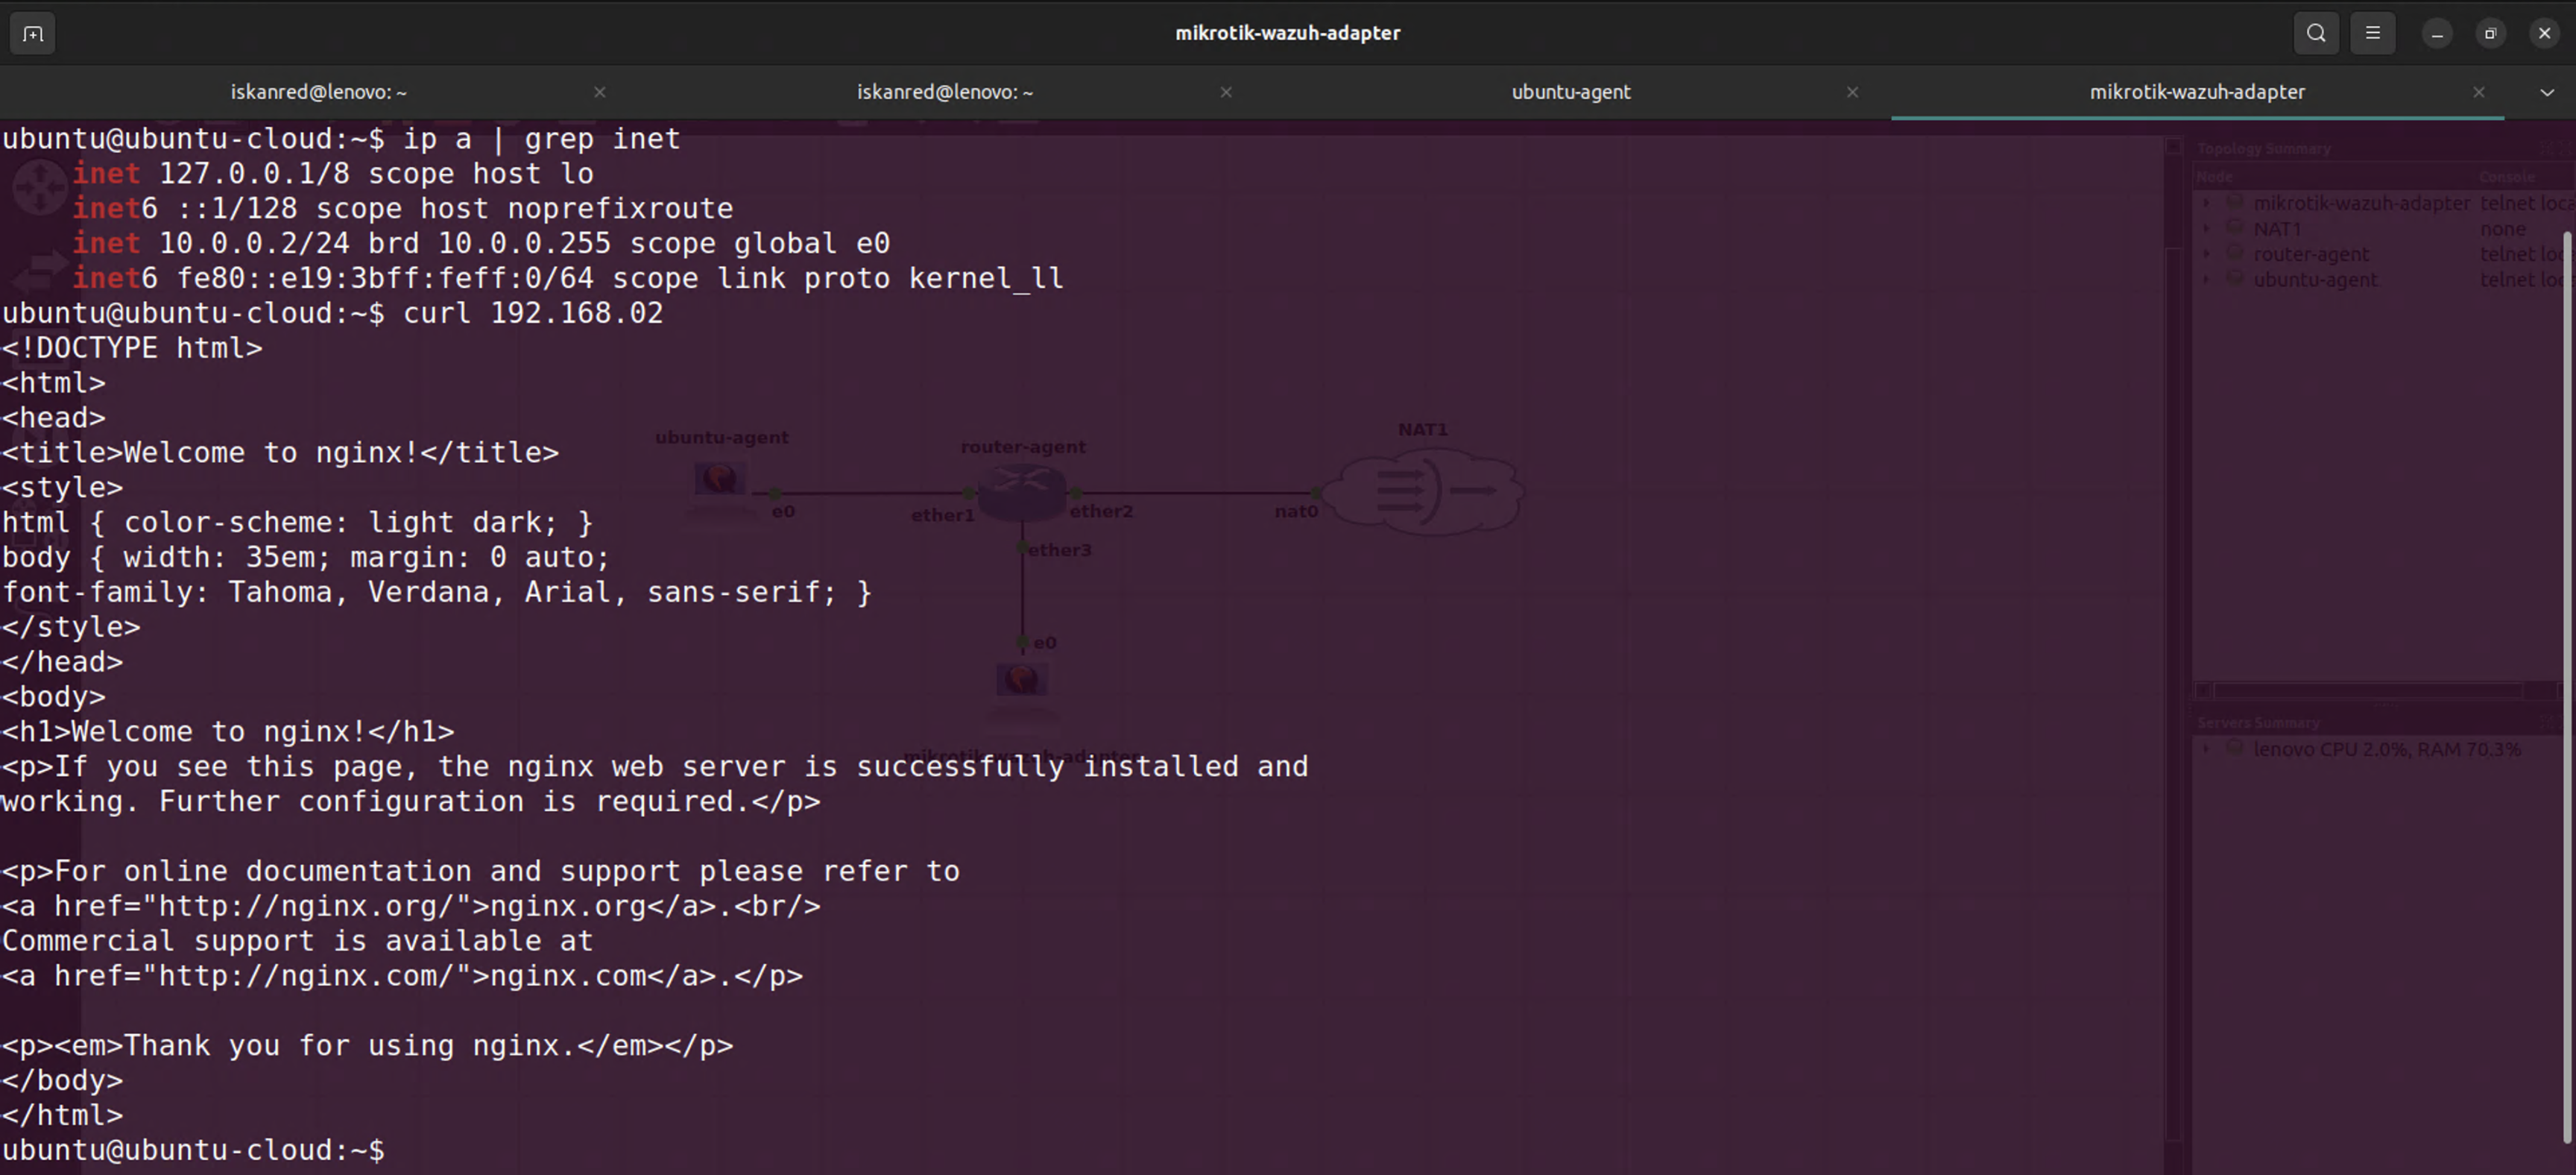 mikrotik-wazuh-adapter
iskanred@lenovo: ~
iskanred@lenovo: ~
ubuntu-agent
mikrotik-wazuh-adapter
ubuntu@ubuntu-cloud:~$ ip a | grep inet
inet 127.0.0.1/8 scope host lo
inet6 ::1/128 scope host noprefixroute
inet 10.0.0.2/24 brd 10.0.0.255 scope global e0
inet6 fe80::e19:3bff:feff:0/64 scope link proto kernel_ll
ubuntu@ubuntu-cloud:~$ curl 192.168.02
<!DOCTYPE html>
<html>
<head>
<title>Welcome to nginx!</title>
<style>
html { color-scheme: light dark; }
body { width: 35em; margin: 0 auto;
font-family: Tahoma, Verdana, Arial, sans-serif; }
</style>
</head>
<body>
<h1>Welcome to nginx!</h1>
<p>If you see this page, the nginx web server is successfully installed and
working. Further configuration is required.</p>
<p>For online documentation and support please refer to
<a href="http://nginx.org/">nginx.org</a>.<br/>
Commercial support is available at
<a href="http://nginx.com/">nginx.com</a>.</p>
<p><em>Thank you for using nginx.</em></p>
</body>
</html>
ubuntu@ubuntu-cloud:~$
ubuntu-agent
e0
router-agent
ether1
ether2
ether3
nat0
NAT1
e0
mikrotik-wazuh-adapter
Topology Summary
Node Console
mikrotik-wazuh-adapter telnet loca
NAT1 none
router-agent telnet loc
ubuntu-agent telnet loc
Servers Summary
lenovo CPU 2.0%, RAM 70.3%